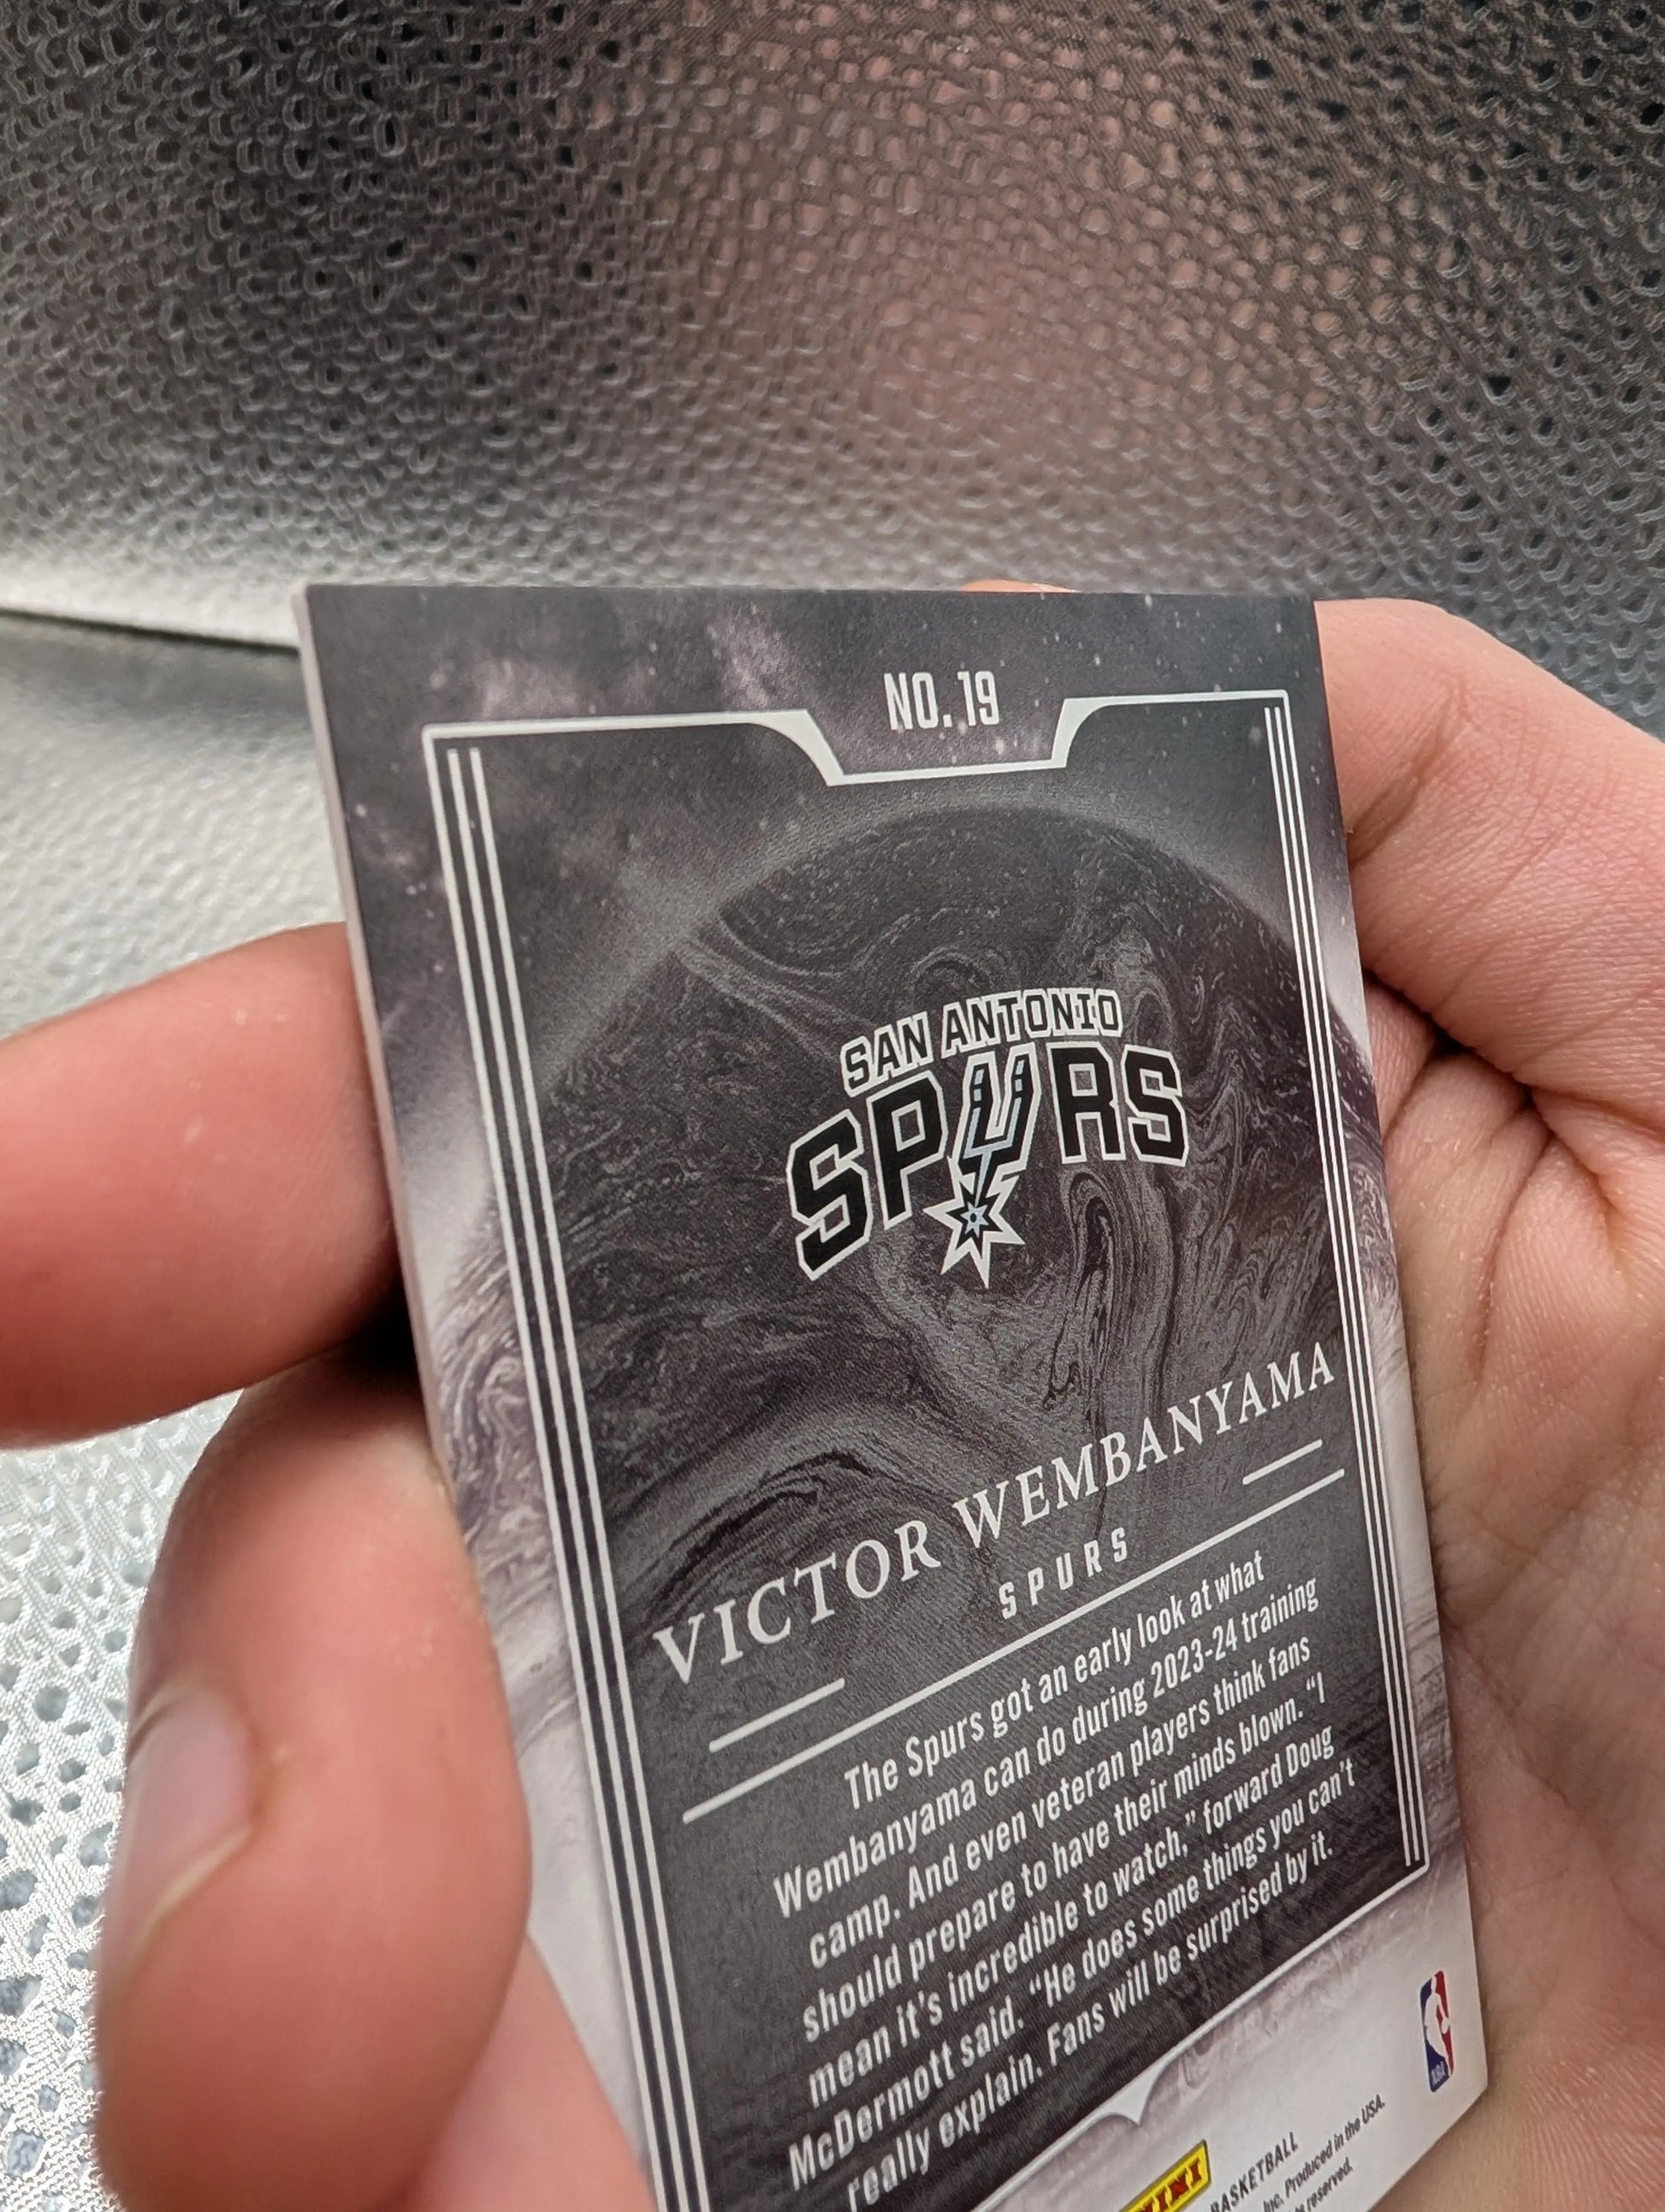 NO. 19
SAN ANTONIO
SPURS
VICTOR WEMBANYAMA
SPURS
The Spurs got an early look at what
Wembanyama can do during 2023-24 training
camp. And even veteran players think fans
should prepare to have their minds blown. “I
mean it’s incredible to watch,” forward Doug
McDermott said. “He does some things you can’t
really explain. Fans will be surprised by it.
BASKETBALL
Inc. Produced in the USA.
reserved.